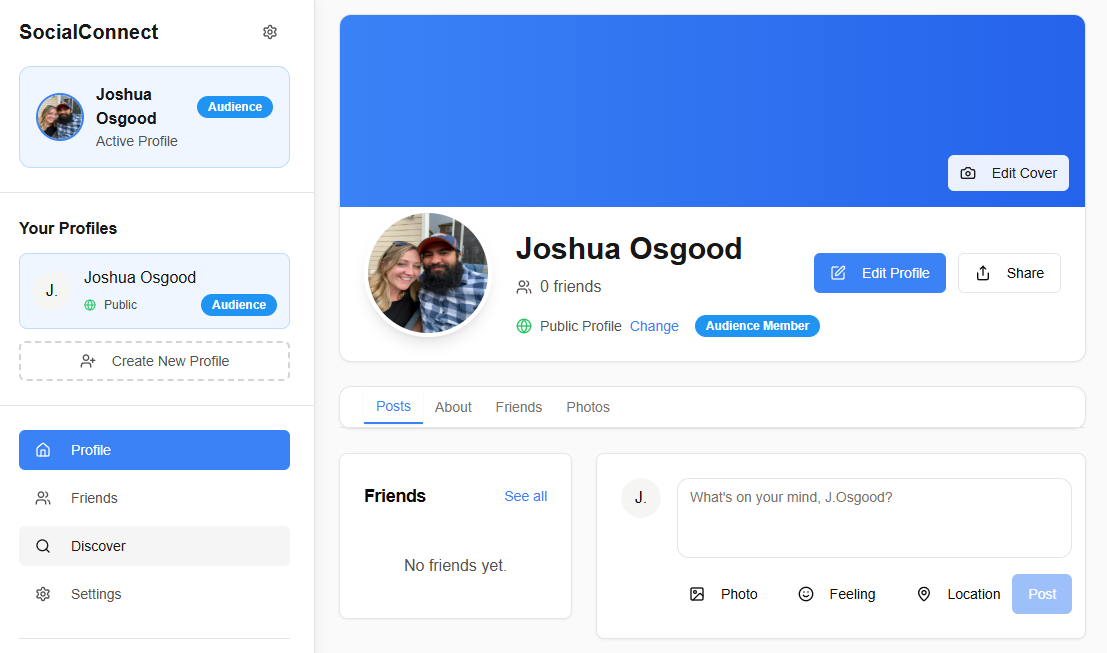 SocialConnect
Joshua
Osgood
Audience
Active Profile
Your Profiles
J.
Joshua Osgood
Public
Audience
Create New Profile
Profile
Friends
Discover
Settings
Edit Cover
Joshua Osgood
0 friends
Edit Profile
Share
Public Profile Change
Audience Member
Posts About Friends Photos
Friends
See all
No friends yet.
J.
What's on your mind, J.Osgood?
Photo Feeling Location Post